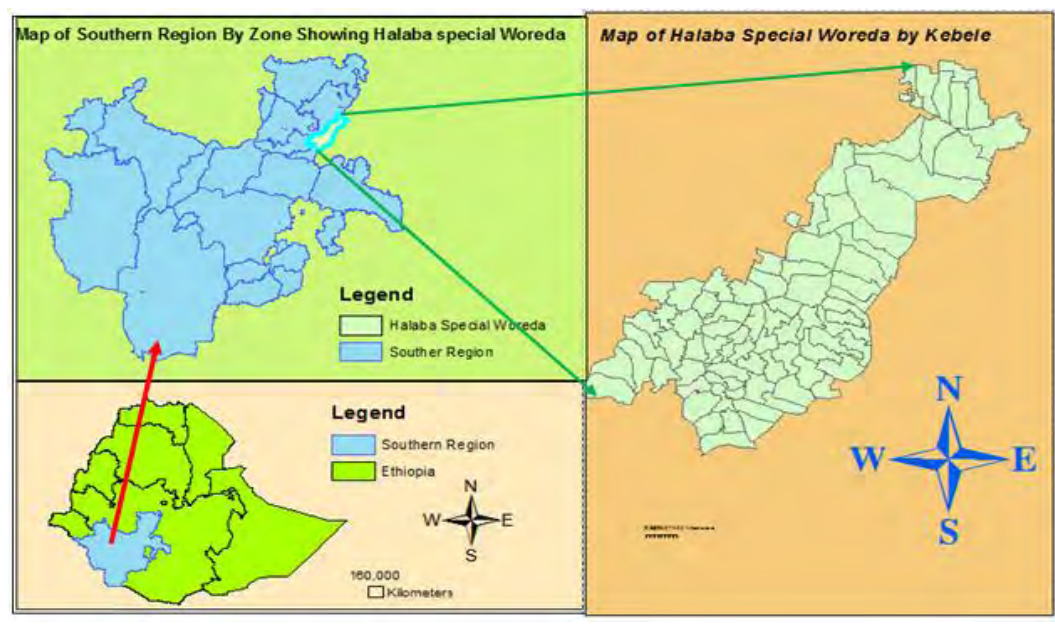 Map of Southern Region By Zone Showing Halaba special Woreda
Legend
Halaba Special Woreda
Souther Region
Legend
Southern Region
Ethiopia
N
W
E
S
160,000
Kilometers
Map of Halaba Special Woreda by Kebele
N
W
E
S